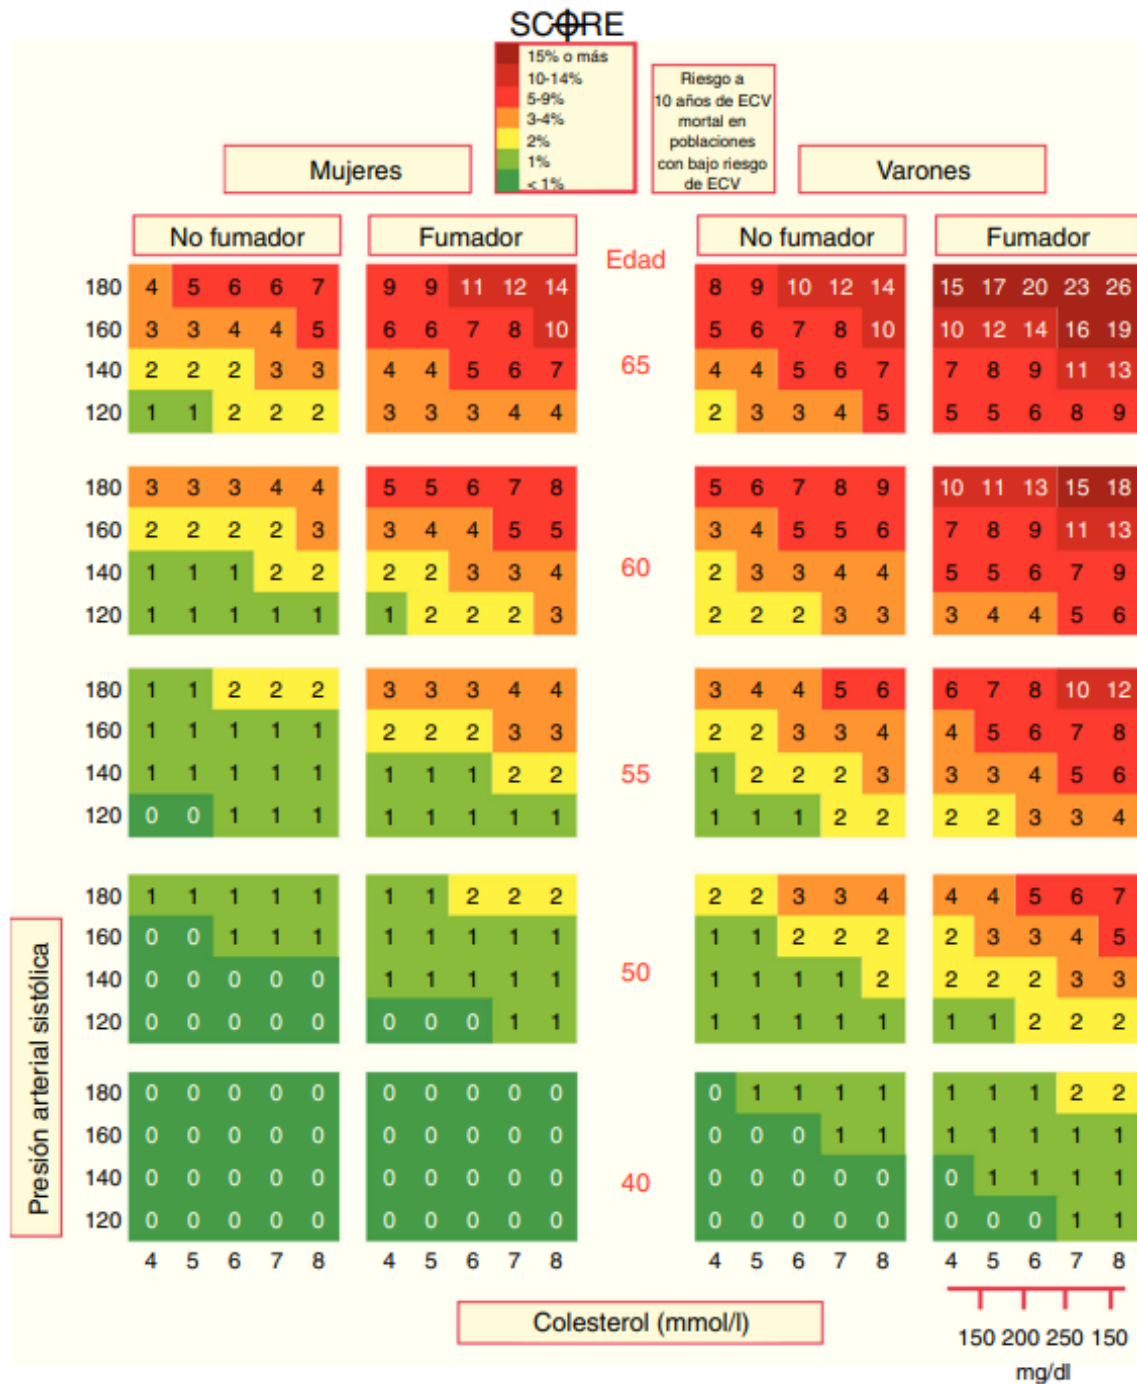 SCORE
15% o más
10-14%
5-9%
3-4%
2%
1%
< 1%
Riesgo a
10 años de ECV
mortal en
poblaciones
con bajo riesgo
de ECV
Mujeres
Varones
No fumador
Fumador
Edad
No fumador
Fumador
180 4 5 6 6 7 9 9 11 12 14 8 9 10 12 14 15 17 20 23 26
160 3 3 4 4 5 6 6 7 8 10 5 6 7 8 10 10 12 14 16 19
65
140 2 2 2 3 3 4 4 5 6 7 4 4 5 6 7 7 8 9 11 13
120 1 1 2 2 2 3 3 3 4 4 2 3 3 4 5 5 5 6 8 9
180 3 3 3 4 4 5 5 6 7 8 5 6 7 8 9 10 11 13 15 18
160 2 2 2 2 3 3 4 4 5 5 3 4 5 5 6 7 8 9 11 13
60
140 1 1 1 2 2 2 2 3 3 4 2 3 3 4 4 5 5 6 7 9
120 1 1 1 1 1 1 2 2 2 3 2 2 2 3 3 3 4 4 5 6
180 1 1 2 2 2 3 3 3 4 4 3 4 4 5 6 6 7 8 10 12
160 1 1 1 1 1 2 2 2 3 3 2 2 3 3 4 4 5 6 7 8
55
140 1 1 1 1 1 1 1 1 2 2 1 2 2 2 3 3 3 4 5 6
120 0 0 1 1 1 1 1 1 1 1 1 1 1 2 2 2 2 3 3 4
180 1 1 1 1 1 1 1 2 2 2 2 2 3 3 4 4 4 5 6 7
160 0 0 1 1 1 1 1 1 1 1 1 1 2 2 2 2 3 3 4 5
50
140 0 0 0 0 0 1 1 1 1 1 1 1 1 1 2 2 2 2 3 3
120 0 0 0 0 0 0 0 0 1 1 1 1 1 1 1 1 1 2 2 2
180 0 0 0 0 0 0 0 0 0 0 0 1 1 1 1 1 1 1 2 2
160 0 0 0 0 0 0 0 0 0 0 0 0 0 1 1 1 1 1 1 1
40
140 0 0 0 0 0 0 0 0 0 0 0 0 0 0 0 0 1 1 1 1
120 0 0 0 0 0 0 0 0 0 0 0 0 0 0 0 0 0 0 1 1
4 5 6 7 8 4 5 6 7 8 4 5 6 7 8 4 5 6 7 8
Presión arterial sistólica
Colesterol (mmol/l)
150 200 250 150
mg/dl